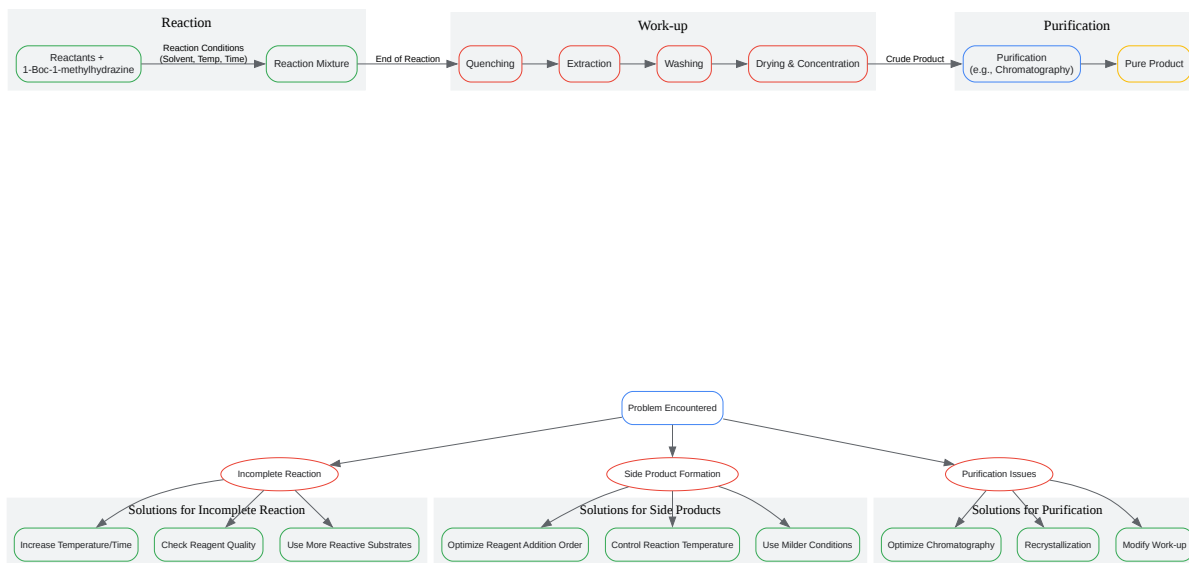 Reaction
Work-up
Purification
Reactants +
1-Boc-1-methylhydrazine
Reaction Conditions
(Solvent, Temp, Time)
Reaction Mixture
End of Reaction
Quenching
Extraction
Washing
Drying & Concentration
Crude Product
Purification
(e.g., Chromatography)
Pure Product
Problem Encountered
Incomplete Reaction
Side Product Formation
Purification Issues
Solutions for Incomplete Reaction
Solutions for Side Products
Solutions for Purification
Increase Temperature/Time
Check Reagent Quality
Use More Reactive Substrates
Optimize Reagent Addition Order
Control Reaction Temperature
Use Milder Conditions
Optimize Chromatography
Recrystallization
Modify Work-up